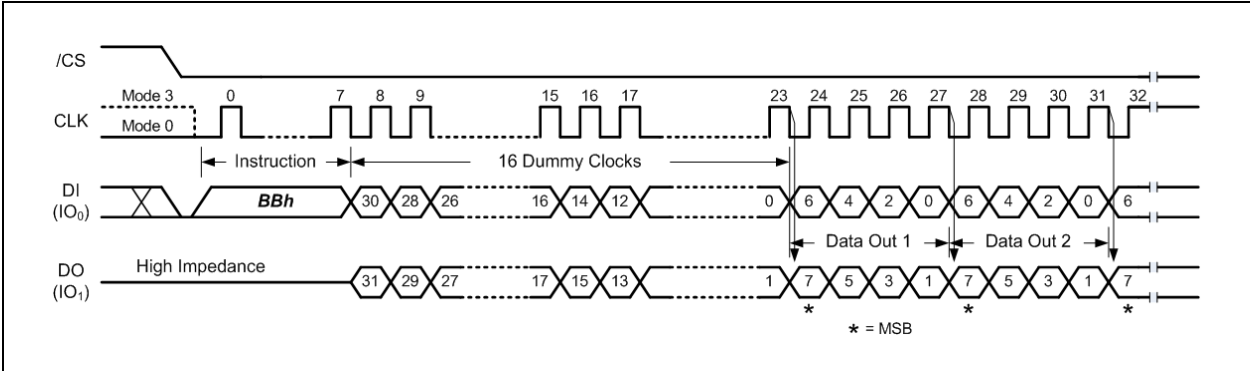 /CS
Mode 3 0 7 8 9 15 16 17 23 24 25 26 27 28 29 30 31 32
CLK
Mode 0
Instruction 16 Dummy Clocks
DI
(IO0)
BBh 30 28 26 16 14 12 0 6 4 2 0 6 4 2 0 6
Data Out 1 Data Out 2
DO
(IO1)
High Impedance
31 29 27 17 15 13 1 7 5 3 1 7 5 3 1 7
* * *
* = MSB